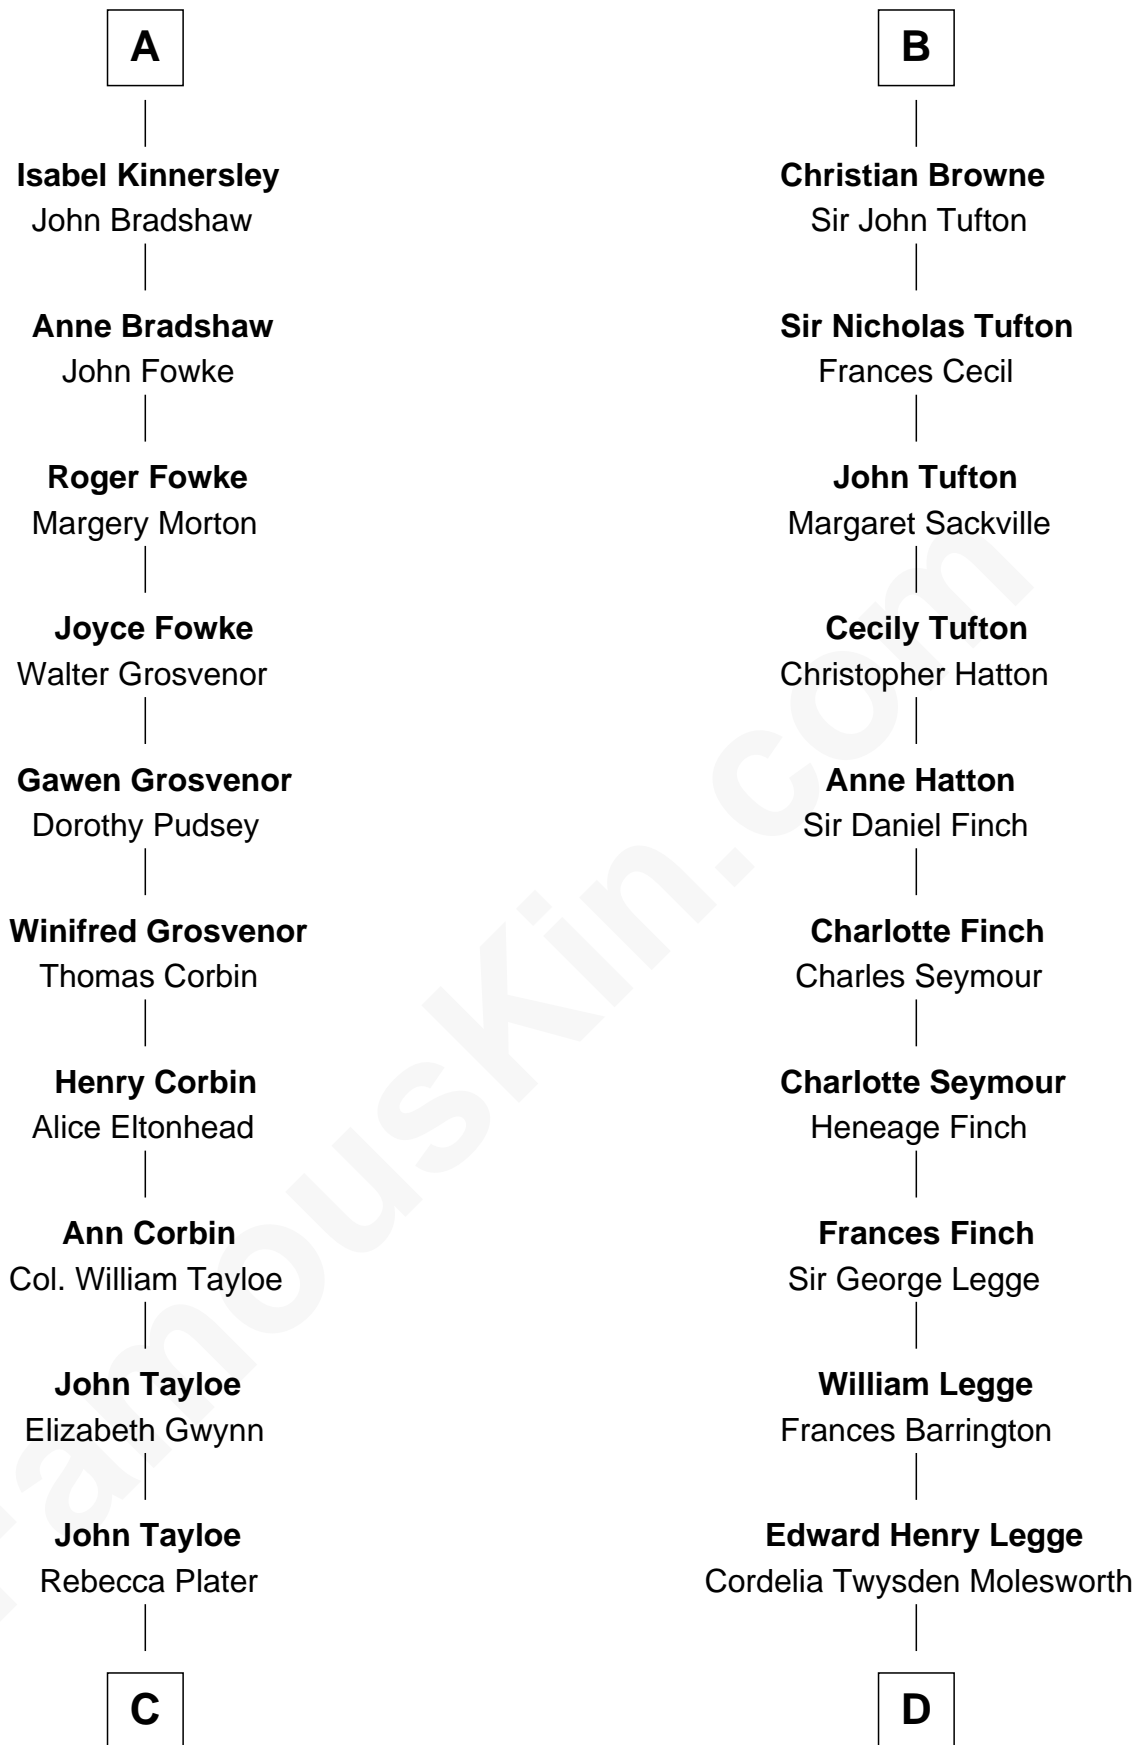 A
Isabel Kinnersley
John Bradshaw
Anne Bradshaw
John Fowke
Roger Fowke
Margery Morton
Joyce Fowke
Walter Grosvenor
Gawen Grosvenor
Dorothy Pudsey
Winifred Grosvenor
Thomas Corbin
Henry Corbin
Alice Eltonhead
Ann Corbin
Col. William Tayloe
John Tayloe
Elizabeth Gwynn
John Tayloe
Rebecca Plater
C
B
Christian Browne
Sir John Tufton
Sir Nicholas Tufton
Frances Cecil
John Tufton
Margaret Sackville
Cecily Tufton
Christopher Hatton
Anne Hatton
Sir Daniel Finch
Charlotte Finch
Charles Seymour
Charlotte Seymour
Heneage Finch
Frances Finch
Sir George Legge
William Legge
Frances Barrington
Edward Henry Legge
Cordelia Twysden Molesworth
D
FamousKin.com